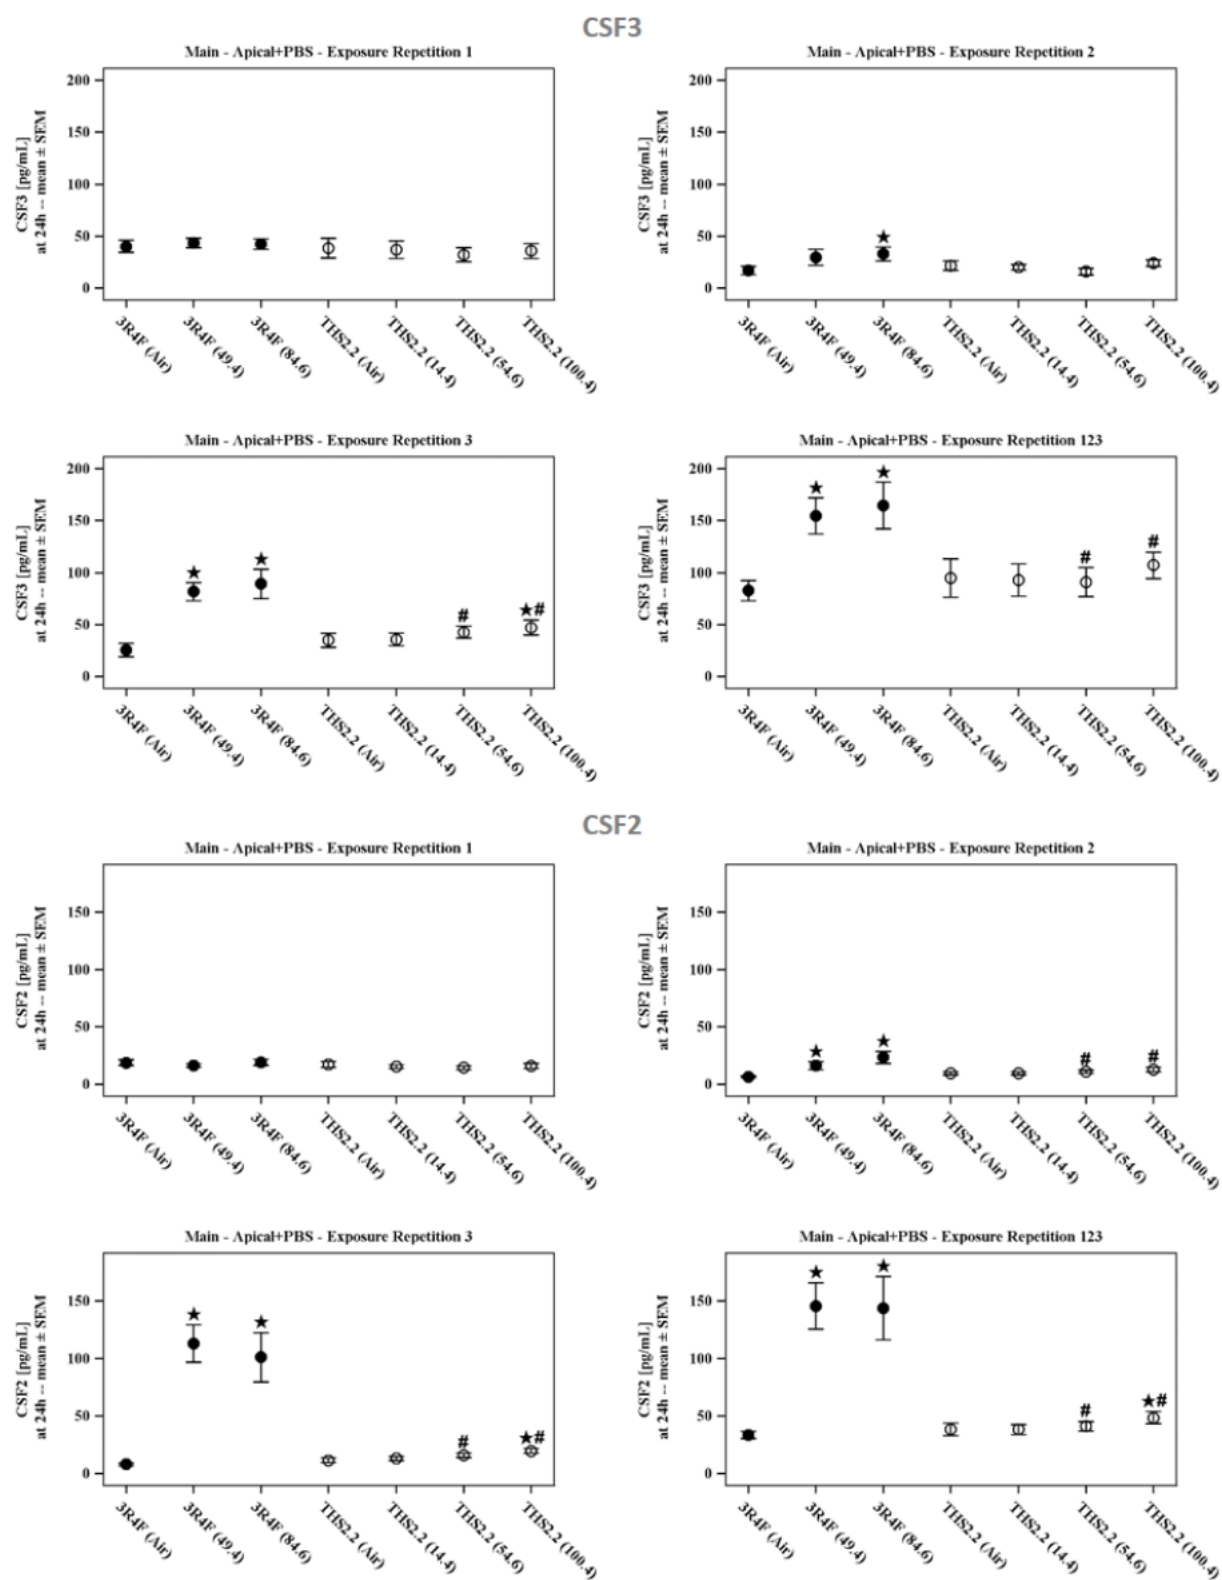 CSF3
Main - Apical+PBS - Exposure Repetition 1
CSF3 [pg/mL]
at 24h -- mean ± SEM
200
150
100
50
0
3R4F (Air)
3R4F (49.4)
3R4F (84.6)
THS2.2 (Air)
THS2.2 (14.4)
THS2.2 (54.6)
THS2.2 (100.4)
Main - Apical+PBS - Exposure Repetition 2
CSF3 [pg/mL]
at 24h -- mean ± SEM
200
150
100
50
0
★
3R4F (Air)
3R4F (49.4)
3R4F (84.6)
THS2.2 (Air)
THS2.2 (14.4)
THS2.2 (54.6)
THS2.2 (100.4)
Main - Apical+PBS - Exposure Repetition 3
CSF3 [pg/mL]
at 24h -- mean ± SEM
200
150
100
50
0
★
★
#
★#
3R4F (Air)
3R4F (49.4)
3R4F (84.6)
THS2.2 (Air)
THS2.2 (14.4)
THS2.2 (54.6)
THS2.2 (100.4)
Main - Apical+PBS - Exposure Repetition 123
CSF3 [pg/mL]
at 24h -- mean ± SEM
200
150
100
50
0
★
★
#
#
3R4F (Air)
3R4F (49.4)
3R4F (84.6)
THS2.2 (Air)
THS2.2 (14.4)
THS2.2 (54.6)
THS2.2 (100.4)
CSF2
Main - Apical+PBS - Exposure Repetition 1
CSF2 [pg/mL]
at 24h -- mean ± SEM
150
100
50
0
3R4F (Air)
3R4F (49.4)
3R4F (84.6)
THS2.2 (Air)
THS2.2 (14.4)
THS2.2 (54.6)
THS2.2 (100.4)
Main - Apical+PBS - Exposure Repetition 2
CSF2 [pg/mL]
at 24h -- mean ± SEM
150
100
50
0
★
★
#
#
3R4F (Air)
3R4F (49.4)
3R4F (84.6)
THS2.2 (Air)
THS2.2 (14.4)
THS2.2 (54.6)
THS2.2 (100.4)
Main - Apical+PBS - Exposure Repetition 3
CSF2 [pg/mL]
at 24h -- mean ± SEM
150
100
50
0
★
★
#
★#
3R4F (Air)
3R4F (49.4)
3R4F (84.6)
THS2.2 (Air)
THS2.2 (14.4)
THS2.2 (54.6)
THS2.2 (100.4)
Main - Apical+PBS - Exposure Repetition 123
CSF2 [pg/mL]
at 24h -- mean ± SEM
150
100
50
0
★
★
#
★#
3R4F (Air)
3R4F (49.4)
3R4F (84.6)
THS2.2 (Air)
THS2.2 (14.4)
THS2.2 (54.6)
THS2.2 (100.4)